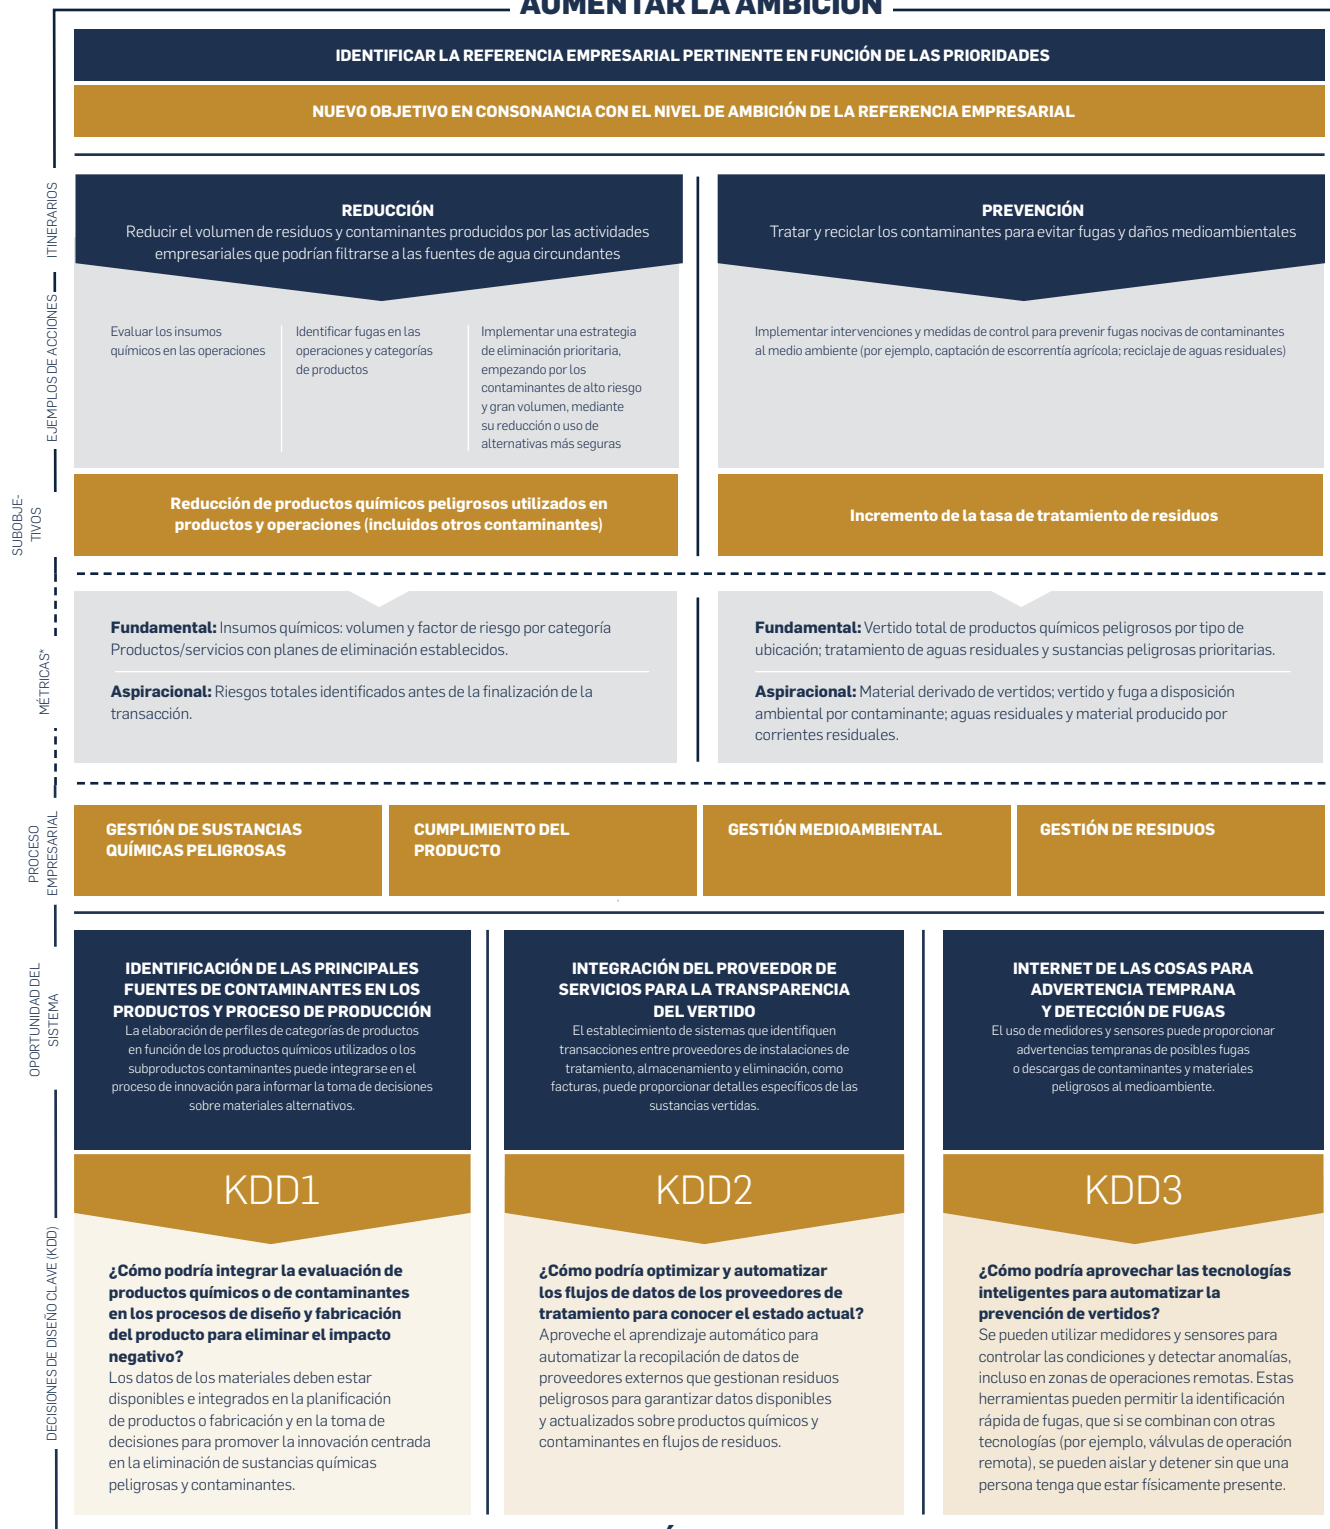 AUMENTAR LA AMBICIÓN
IDENTIFICAR LA REFERENCIA EMPRESARIAL PERTINENTE EN FUNCIÓN DE LAS PRIORIDADES
NUEVO OBJETIVO EN CONSONANCIA CON EL NIVEL DE AMBICIÓN DE LA REFERENCIA EMPRESARIAL
ITINERARIOS
REDUCCIÓN
Reducir el volumen de residuos y contaminantes producidos por las actividades
empresariales que podrían filtrarse a las fuentes de agua circundantes
PREVENCIÓN
Tratar y reciclar los contaminantes para evitar fugas y daños medioambientales
EJEMPLOS DE ACCIONES
Evaluar los insumos
químicos en las operaciones
Identificar fugas en las
operaciones y categorías
de productos
Implementar una estrategia
de eliminación prioritaria,
empezando por los
contaminantes de alto riesgo
y gran volumen, mediante
su reducción o uso de
alternativas más seguras
Implementar intervenciones y medidas de control para prevenir fugas nocivas de contaminantes
al medio ambiente (por ejemplo, captación de escorrentía agrícola; reciclaje de aguas residuales)
SUBOBJE-
TIVOS
Reducción de productos químicos peligrosos utilizados en
productos y operaciones (incluidos otros contaminantes)
Incremento de la tasa de tratamiento de residuos
MÉTRICAS*
Fundamental: Insumos químicos: volumen y factor de riesgo por categoría
Productos/servicios con planes de eliminación establecidos.
Aspiracional: Riesgos totales identificados antes de la finalización de la
transacción.
Fundamental: Vertido total de productos químicos peligrosos por tipo de
ubicación; tratamiento de aguas residuales y sustancias peligrosas prioritarias.
Aspiracional: Material derivado de vertidos; vertido y fuga a disposición
ambiental por contaminante; aguas residuales y material producido por
corrientes residuales.
PROCESO
EMPRESARIAL
GESTIÓN DE SUSTANCIAS
QUÍMICAS PELIGROSAS
CUMPLIMIENTO DEL
PRODUCTO
GESTIÓN MEDIOAMBIENTAL
GESTIÓN DE RESIDUOS
OPORTUNIDAD DEL
SISTEMA
IDENTIFICACIÓN DE LAS PRINCIPALES
FUENTES DE CONTAMINANTES EN LOS
PRODUCTOS Y PROCESO DE PRODUCCIÓN
La elaboración de perfiles de categorías de productos
en función de los productos químicos utilizados o los
subproductos contaminantes puede integrarse en el
proceso de innovación para informar la toma de decisiones
sobre materiales alternativos.
INTEGRACIÓN DEL PROVEEDOR DE
SERVICIOS PARA LA TRANSPARENCIA
DEL VERTIDO
El establecimiento de sistemas que identifiquen
transacciones entre proveedores de instalaciones de
tratamiento, almacenamiento y eliminación, como
facturas, puede proporcionar detalles específicos de las
sustancias vertidas.
INTERNET DE LAS COSAS PARA
ADVERTENCIA TEMPRANA
Y DETECCIÓN DE FUGAS
El uso de medidores y sensores puede proporcionar
advertencias tempranas de posibles fugas
o descargas de contaminantes y materiales
peligrosos al medioambiente.
DECISIONES DE DISEÑO CLAVE (KDD)
KDD1
¿Cómo podría integrar la evaluación de
productos químicos o de contaminantes
en los procesos de diseño y fabricación
del producto para eliminar el impacto
negativo?
Los datos de los materiales deben estar
disponibles e integrados en la planificación
de productos o fabricación y en la toma de
decisiones para promover la innovación centrada
en la eliminación de sustancias químicas
peligrosas y contaminantes.
KDD2
¿Cómo podría optimizar y automatizar
los flujos de datos de los proveedores de
tratamiento para conocer el estado actual?
Aproveche el aprendizaje automático para
automatizar la recopilación de datos de
proveedores externos que gestionan residuos
peligrosos para garantizar datos disponibles
y actualizados sobre productos químicos y
contaminantes en flujos de residuos.
KDD3
¿Cómo podría aprovechar las tecnologías
inteligentes para automatizar la
prevención de vertidos?
Se pueden utilizar medidores y sensores para
controlar las condiciones y detectar anomalías,
incluso en zonas de operaciones remotas. Estas
herramientas pueden permitir la identificación
rápida de fugas, que si se combinan con otras
tecnologías (por ejemplo, válvulas de operación
remota), se pueden aislar y detener sin que una
persona tenga que estar físicamente presente.